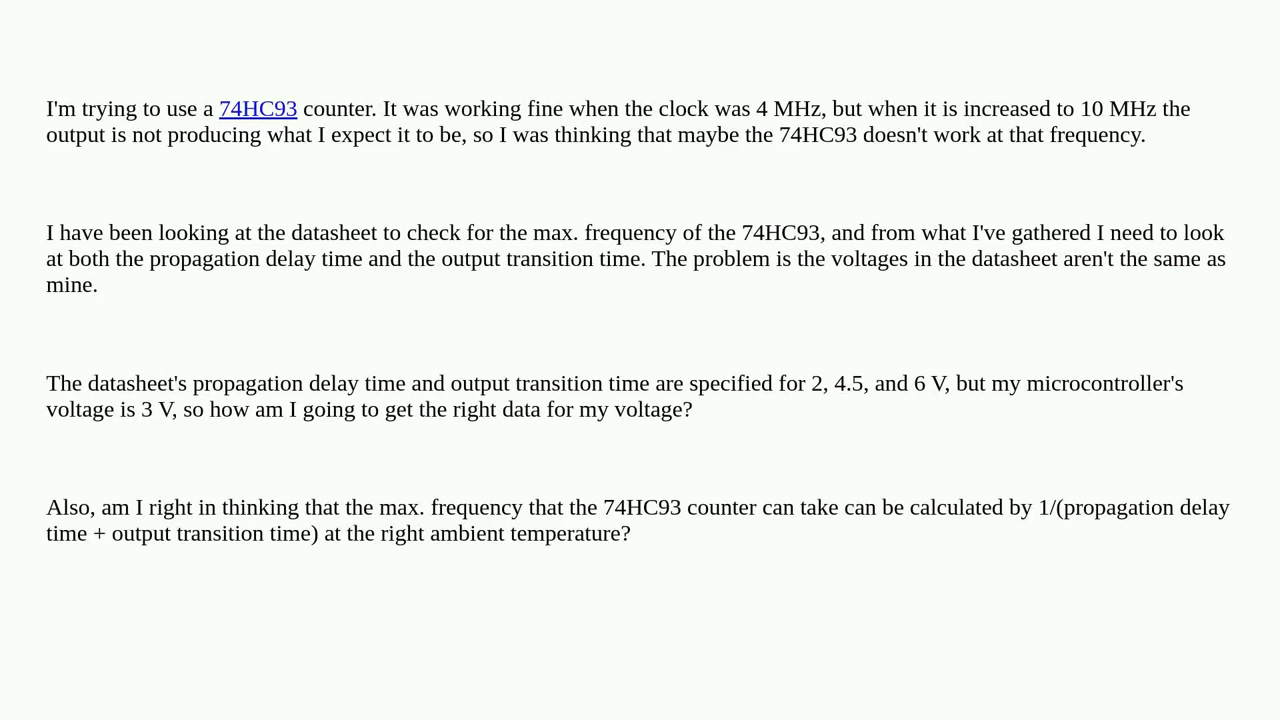 I'm trying to use a 74HC93 counter. It was working fine when the clock was 4 MHz, but when it is increased to 10 MHz the
output is not producing what I expect it to be, so I was thinking that maybe the 74HC93 doesn't work at that frequency.
I have been looking at the datasheet to check for the max. frequency of the 74HC93, and from what I've gathered I need to look
at both the propagation delay time and the output transition time. The problem is the voltages in the datasheet aren't the same as
mine.
The datasheet's propagation delay time and output transition time are specified for 2, 4.5, and 6 V, but my microcontroller's
voltage is 3 V, so how am I going to get the right data for my voltage?
Also, am I right in thinking that the max. frequency that the 74HC93 counter can take can be calculated by 1/(propagation delay
time + output transition time) at the right ambient temperature?